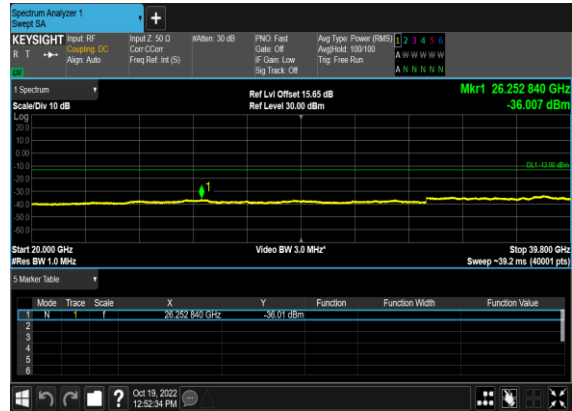 Spectrum Analyzer 1
Swept SA
+
KEYSIGHT Input: RF Input Z: 50 Ω #Atten: 30 dB PNO: Fast Avg Type: Power (RMS) 1 2 3 4 5 6
R T Coupling: DC Corr CCorr Gate: Off Avg|Hold: 100/100 A W W W W W
Align: Auto Freq Ref: Int (S) IF Gain: Low Trig: Free Run
LW Sig Track: Off A N N N N N
1 Spectrum Ref Lvl Offset 15.65 dB Mkr1 26.252 840 GHz
Scale/Div 10 dB Ref Level 30.00 dBm -36.007 dBm
Log
20.0
10.0
0.00
-10.0 DL1 -13.00 dBm
-20.0
-30.0 1
-40.0
-50.0
-60.0
Start 20.000 GHz Video BW 3.0 MHz* Stop 39.800 GHz
#Res BW 1.0 MHz Sweep ~39.2 ms (40001 pts)
5 Marker Table
Mode Trace Scale X Y Function Function Width Function Value
1 N 1 f 26.252 840 GHz -36.01 dBm
2
3
4
5
6
? Oct 19, 2022
12:52:34 PM